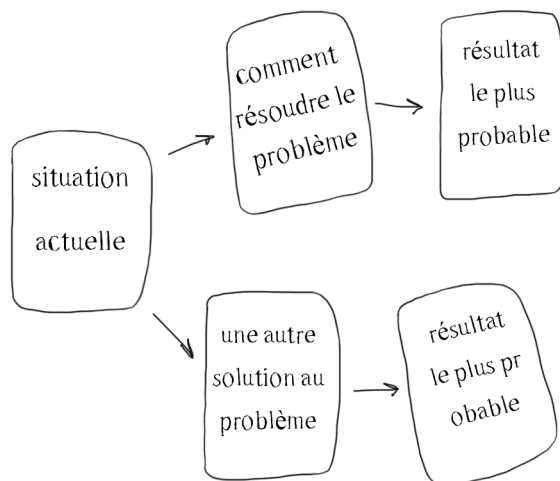 situation
actuelle
comment
résoudre le
problème
résultat
le plus
probable
une autre
solution au
problème
résultat
le plus pr
obable